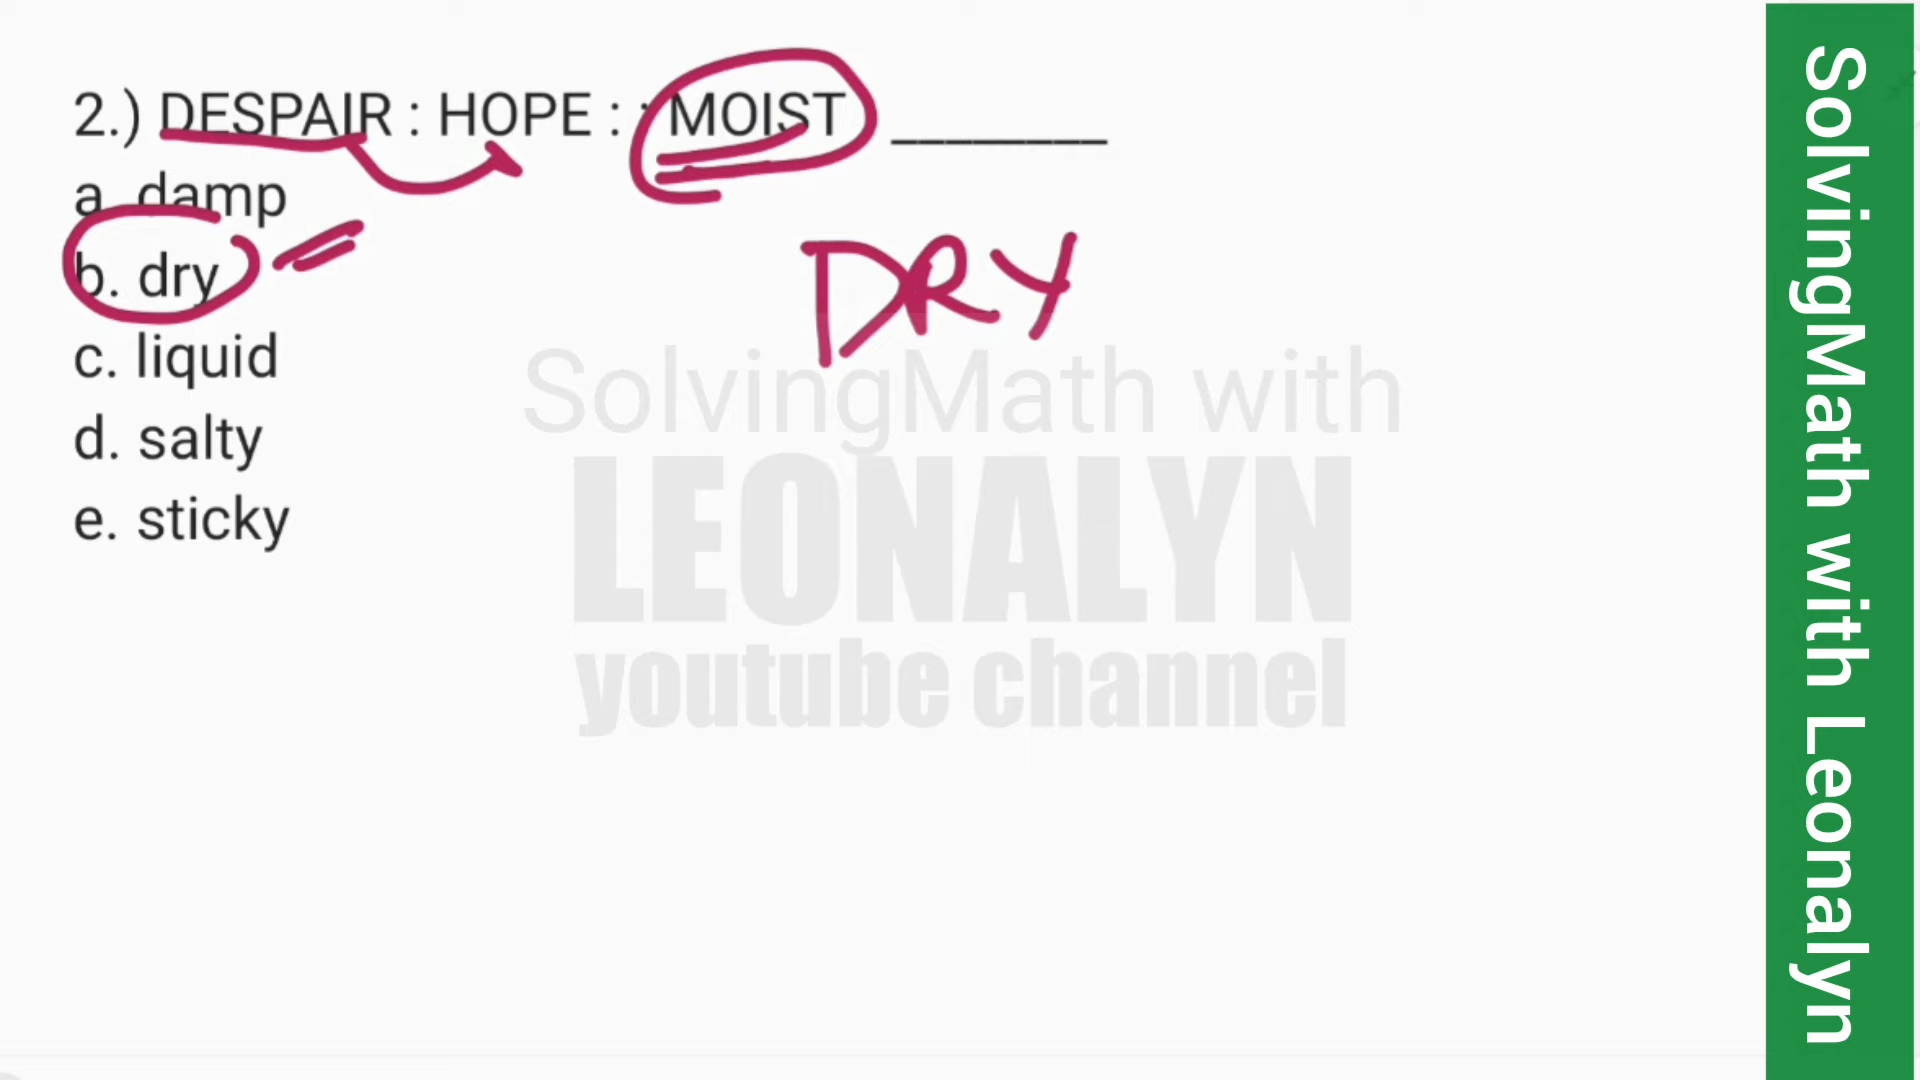 2.) DESPAIR : HOPE : : MOIST ________
a. damp
b. dry
c. liquid
d. salty
e. sticky
DRY
SolvingMath with
LEONALYN
youtube channel
SolvingMath with Leonalyn